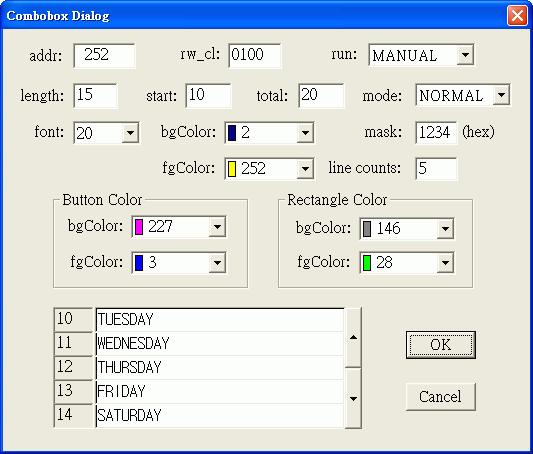 Combobox Dialog
addr: 252 rw_cl: 0100 run: MANUAL
length: 15 start: 10 total: 20 mode: NORMAL
font: 20 bgColor: 2 mask: 1234 (hex)
fgColor: 252 line counts: 5
Button Color Rectangle Color
bgColor: 227 bgColor: 146
fgColor: 3 fgColor: 28
10 TUESDAY
11 WEDNESDAY
12 THURSDAY
13 FRIDAY
14 SATURDAY
OK
Cancel